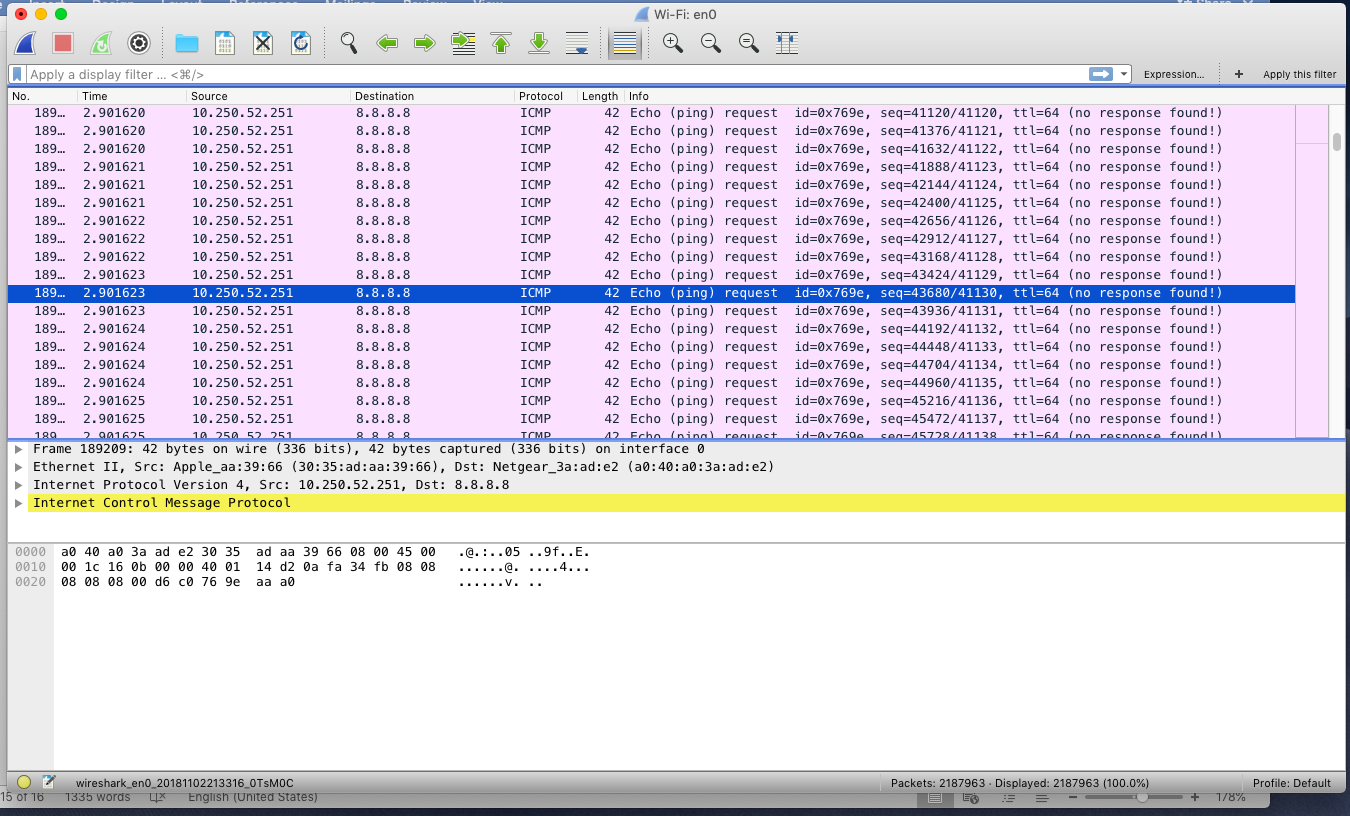 Wi-Fi: en0
Apply a display filter ... <⌘/>
Expression...
+
Apply this filter
No. Time Source Destination Protocol Length Info
189… 2.901620 10.250.52.251 8.8.8.8 ICMP 42 Echo (ping) request id=0x769e, seq=41120/41120, ttl=64 (no response found!)
189… 2.901620 10.250.52.251 8.8.8.8 ICMP 42 Echo (ping) request id=0x769e, seq=41376/41121, ttl=64 (no response found!)
189… 2.901620 10.250.52.251 8.8.8.8 ICMP 42 Echo (ping) request id=0x769e, seq=41632/41122, ttl=64 (no response found!)
189… 2.901621 10.250.52.251 8.8.8.8 ICMP 42 Echo (ping) request id=0x769e, seq=41888/41123, ttl=64 (no response found!)
189… 2.901621 10.250.52.251 8.8.8.8 ICMP 42 Echo (ping) request id=0x769e, seq=42144/41124, ttl=64 (no response found!)
189… 2.901621 10.250.52.251 8.8.8.8 ICMP 42 Echo (ping) request id=0x769e, seq=42400/41125, ttl=64 (no response found!)
189… 2.901622 10.250.52.251 8.8.8.8 ICMP 42 Echo (ping) request id=0x769e, seq=42656/41126, ttl=64 (no response found!)
189… 2.901622 10.250.52.251 8.8.8.8 ICMP 42 Echo (ping) request id=0x769e, seq=42912/41127, ttl=64 (no response found!)
189… 2.901622 10.250.52.251 8.8.8.8 ICMP 42 Echo (ping) request id=0x769e, seq=43168/41128, ttl=64 (no response found!)
189… 2.901623 10.250.52.251 8.8.8.8 ICMP 42 Echo (ping) request id=0x769e, seq=43424/41129, ttl=64 (no response found!)
189… 2.901623 10.250.52.251 8.8.8.8 ICMP 42 Echo (ping) request id=0x769e, seq=43680/41130, ttl=64 (no response found!)
189… 2.901623 10.250.52.251 8.8.8.8 ICMP 42 Echo (ping) request id=0x769e, seq=43936/41131, ttl=64 (no response found!)
189… 2.901624 10.250.52.251 8.8.8.8 ICMP 42 Echo (ping) request id=0x769e, seq=44192/41132, ttl=64 (no response found!)
189… 2.901624 10.250.52.251 8.8.8.8 ICMP 42 Echo (ping) request id=0x769e, seq=44448/41133, ttl=64 (no response found!)
189… 2.901624 10.250.52.251 8.8.8.8 ICMP 42 Echo (ping) request id=0x769e, seq=44704/41134, ttl=64 (no response found!)
189… 2.901624 10.250.52.251 8.8.8.8 ICMP 42 Echo (ping) request id=0x769e, seq=44960/41135, ttl=64 (no response found!)
189… 2.901625 10.250.52.251 8.8.8.8 ICMP 42 Echo (ping) request id=0x769e, seq=45216/41136, ttl=64 (no response found!)
189… 2.901625 10.250.52.251 8.8.8.8 ICMP 42 Echo (ping) request id=0x769e, seq=45472/41137, ttl=64 (no response found!)
189… 2.901625 10.250.52.251 8.8.8.8 ICMP 42 Echo (ping) request id=0x769e, seq=45728/41138, ttl=64 (no response found!)
Frame 189209: 42 bytes on wire (336 bits), 42 bytes captured (336 bits) on interface 0
Ethernet II, Src: Apple_aa:39:66 (30:35:ad:aa:39:66), Dst: Netgear_3a:ad:e2 (a0:40:a0:3a:ad:e2)
Internet Protocol Version 4, Src: 10.250.52.251, Dst: 8.8.8.8
Internet Control Message Protocol
0000 a0 40 a0 3a ad e2 30 35 ad aa 39 66 08 00 45 00 .@.:..05 ..9f..E.
0010 00 1c 16 0b 00 00 40 01 14 d2 0a fa 34 fb 08 08 ......@. ....4...
0020 08 08 08 00 d6 c0 76 9e aa a0 ......v. ..
wireshark_en0_20181102213316_0TsM0C
Packets: 2187963 · Displayed: 2187963 (100.0%)
Profile: Default
15 of 16 1335 words English (United States) 178%